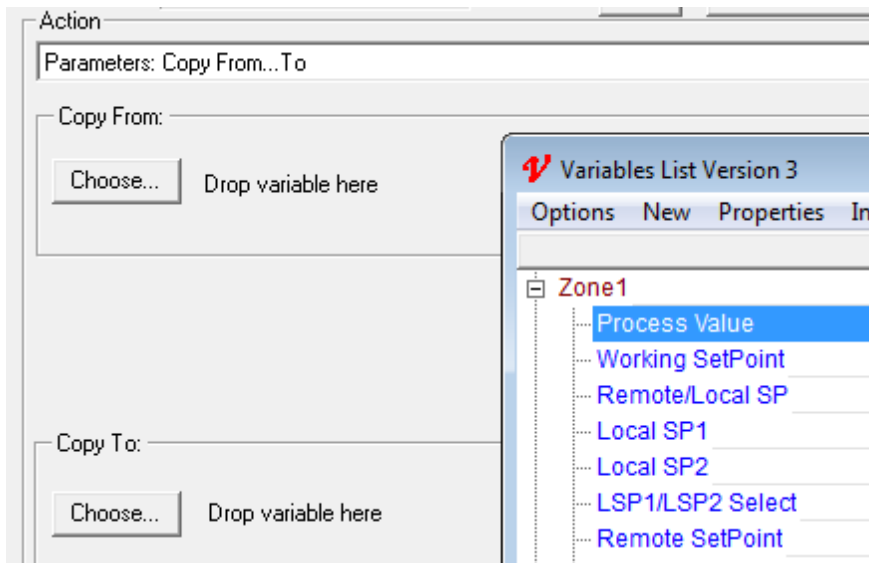 Action
Parameters: Copy From...To
Copy From:
Choose...
Drop variable here
Copy To:
Choose...
Drop variable here
Variables List Version 3
Options New Properties
Zone1
Process Value
Working SetPoint
Remote/Local SP
Local SP1
Local SP2
LSP1/LSP2 Select
Remote SetPoint